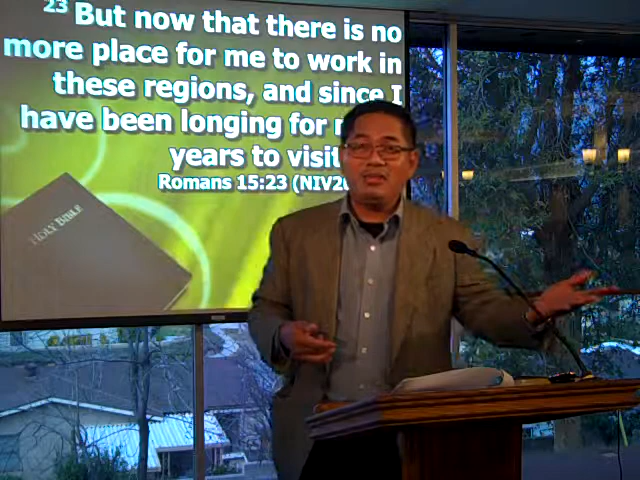 23 But now that there is no
more place for me to work in
these regions, and since I
have been longing for
years to visit
Romans 15:23 (NIV
HOLY BIBLE